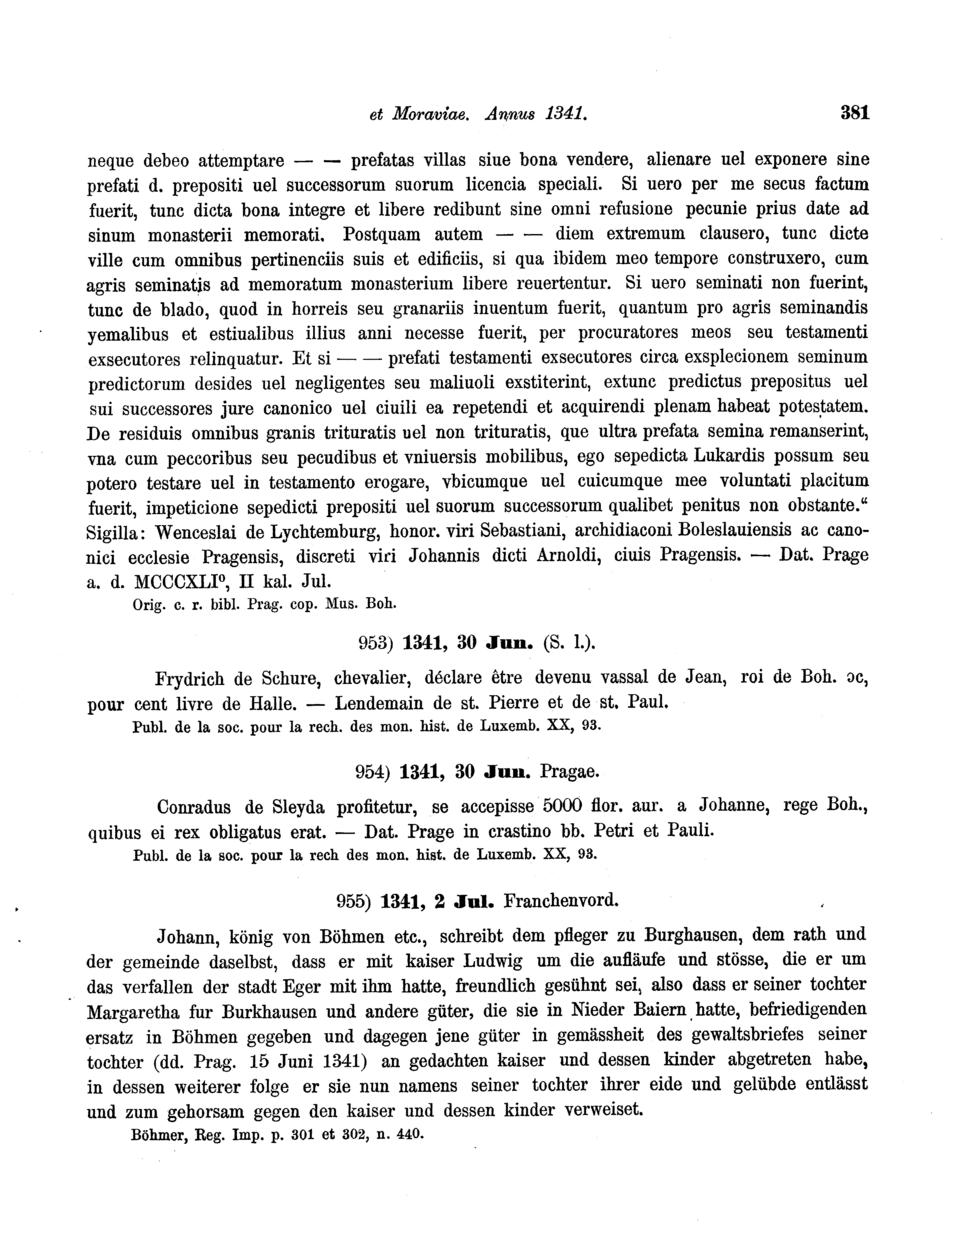 et Moraviae. Annus 1341. 381
neque debeo attemptare — — prefatas villas siue bona vendere, alienare uel exponere sine
prefati d. prepositi uel successorum suorum licencia speciali. Si uero per me secus factum
fuerit, tunc dicta bona integre et libere redibunt sine omni refusione pecunie prius date ad
sinum monasterii memorati. Postquam autem — — diem extremum clausero, tunc dicte
ville cum omnibus pertinenciis suis et edificiis, si qua ibidem meo tempore construxero, cum
agris seminatis ad memoratum monasterium libere reuertentur. Si uero seminati non fuerint,
tunc de blado, quod in horreis seu granariis inuentum fuerit, quantum pro agris seminandis
yemalibus et estiualibus illius anni necesse fuerit, per procuratores meos seu testamenti
exsecutores relinquatur. Et si — — prefati testamenti exsecutores circa exsplecionem seminum
predictorum desides uel negligentes seu maliuoli exstiterint, extunc predictus prepositus uel
sui successores jure canonico uel ciuili ea repetendi et acquirendi plenam habeat potestatem.
De residuis omnibus granis trituratis uel non trituratis, que ultra prefata semina remanserint,
vna cum peccoribus seu pecudibus et vniuersis mobilibus, ego sepedicta Lukardis possum seu
potero testare uel in testamento erogare, vbicumque uel cuicumque mee voluntati placitum
fuerit, impeticione sepedicti prepositi uel suorum successorum qualibet penitus non obstante.“
Sigilla: Wenceslai de Lychtemburg, honor. viri Sebastiani, archidiaconi Boleslauiensis ac cano-
nici ecclesie Pragensis, discreti viri Johannis dicti Arnoldi, ciuis Pragensis. — Dat. Prage
a. d. MCCCXLI⁰, II kal. Jul.
Orig. c. r. bibl. Prag. cop. Mus. Boh.
953) 1341, 30 Jun. (S. l.).
Frydrich de Schure, chevalier, déclare être devenu vassal de Jean, roi de Boh. ɔc,
pour cent livre de Halle. — Lendemain de st. Pierre et de st. Paul.
Publ. de la soc. pour la rech. des mon. hist. de Luxemb. XX, 93.
954) 1341, 30 Jun. Pragae.
Conradus de Sleyda profitetur, se accepisse 5000 flor. aur. a Johanne, rege Boh.,
quibus ei rex obligatus erat. — Dat. Prage in crastino bb. Petri et Pauli.
Publ. de la soc. pour la rech des mon. hist. de Luxemb. XX, 93.
955) 1341, 2 Jul. Franchenvord.
Johann, könig von Böhmen etc., schreibt dem pfleger zu Burghausen, dem rath und
der gemeinde daselbst, dass er mit kaiser Ludwig um die aufläufe und stösse, die er um
das verfallen der stadt Eger mit ihm hatte, freundlich gesühnt sei, also dass er seiner tochter
Margaretha fur Burkhausen und andere güter, die sie in Nieder Baiern hatte, befriedigenden
ersatz in Böhmen gegeben und dagegen jene güter in gemässheit des gewaltsbriefes seiner
tochter (dd. Prag. 15 Juni 1341) an gedachten kaiser und dessen kinder abgetreten habe,
in dessen weiterer folge er sie nun namens seiner tochter ihrer eide und gelübde entlässt
und zum gehorsam gegen den kaiser und dessen kinder verweiset.
Böhmer, Reg. Imp. p. 301 et 302, n. 440.